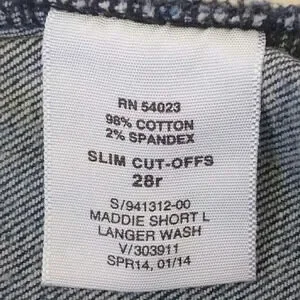 RN 54023
98% COTTON
2% SPANDEX
SLIM CUT-OFFS
28r
S/941312-00
MADDIE SHORT L
LANGER WASH
V/303911
SPR14, 01/14